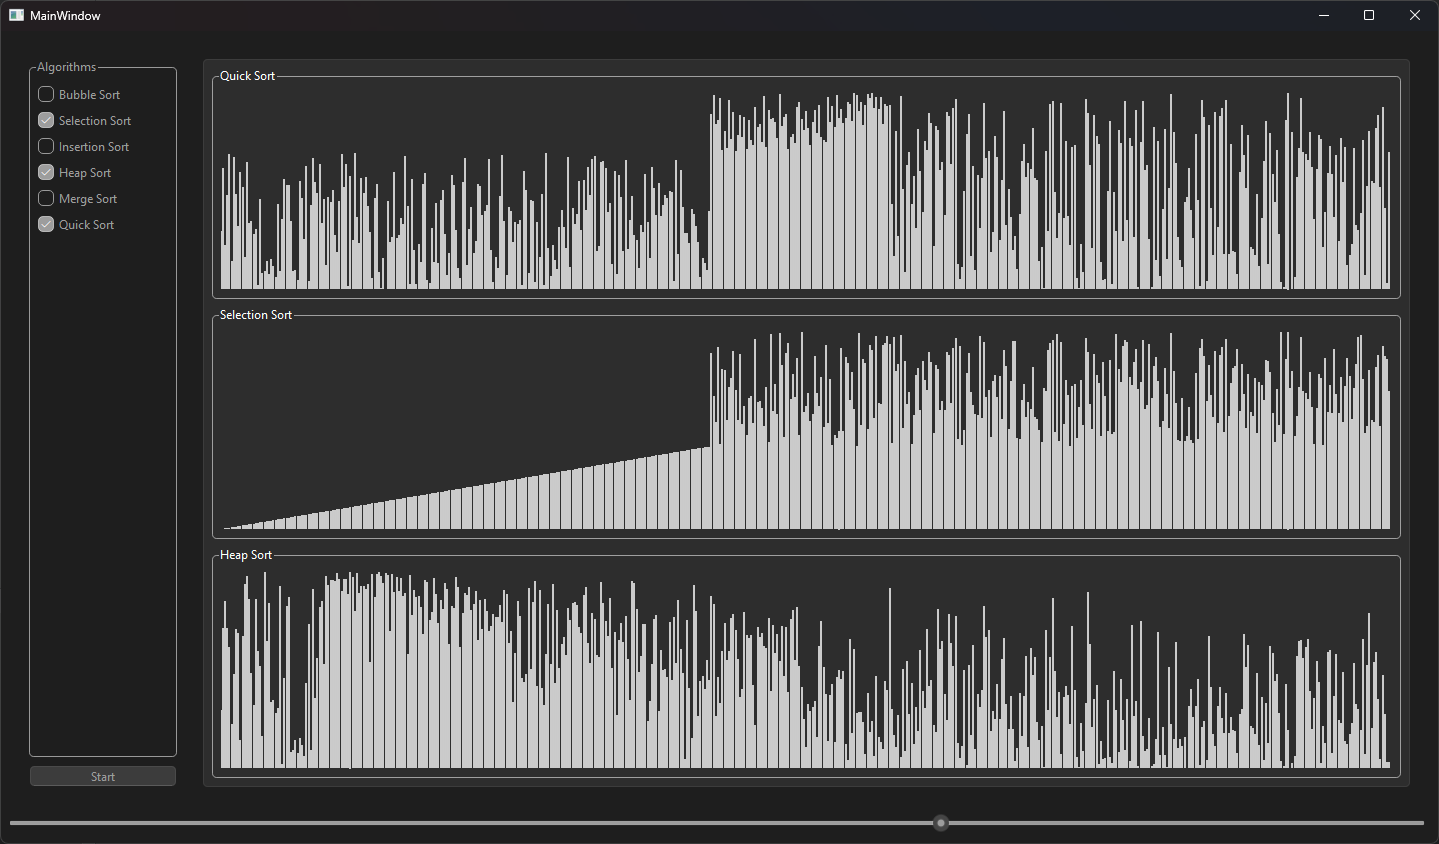 MainWindow
Algorithms
Bubble Sort
Selection Sort
Insertion Sort
Heap Sort
Merge Sort
Quick Sort
Start
Quick Sort
Selection Sort
Heap Sort